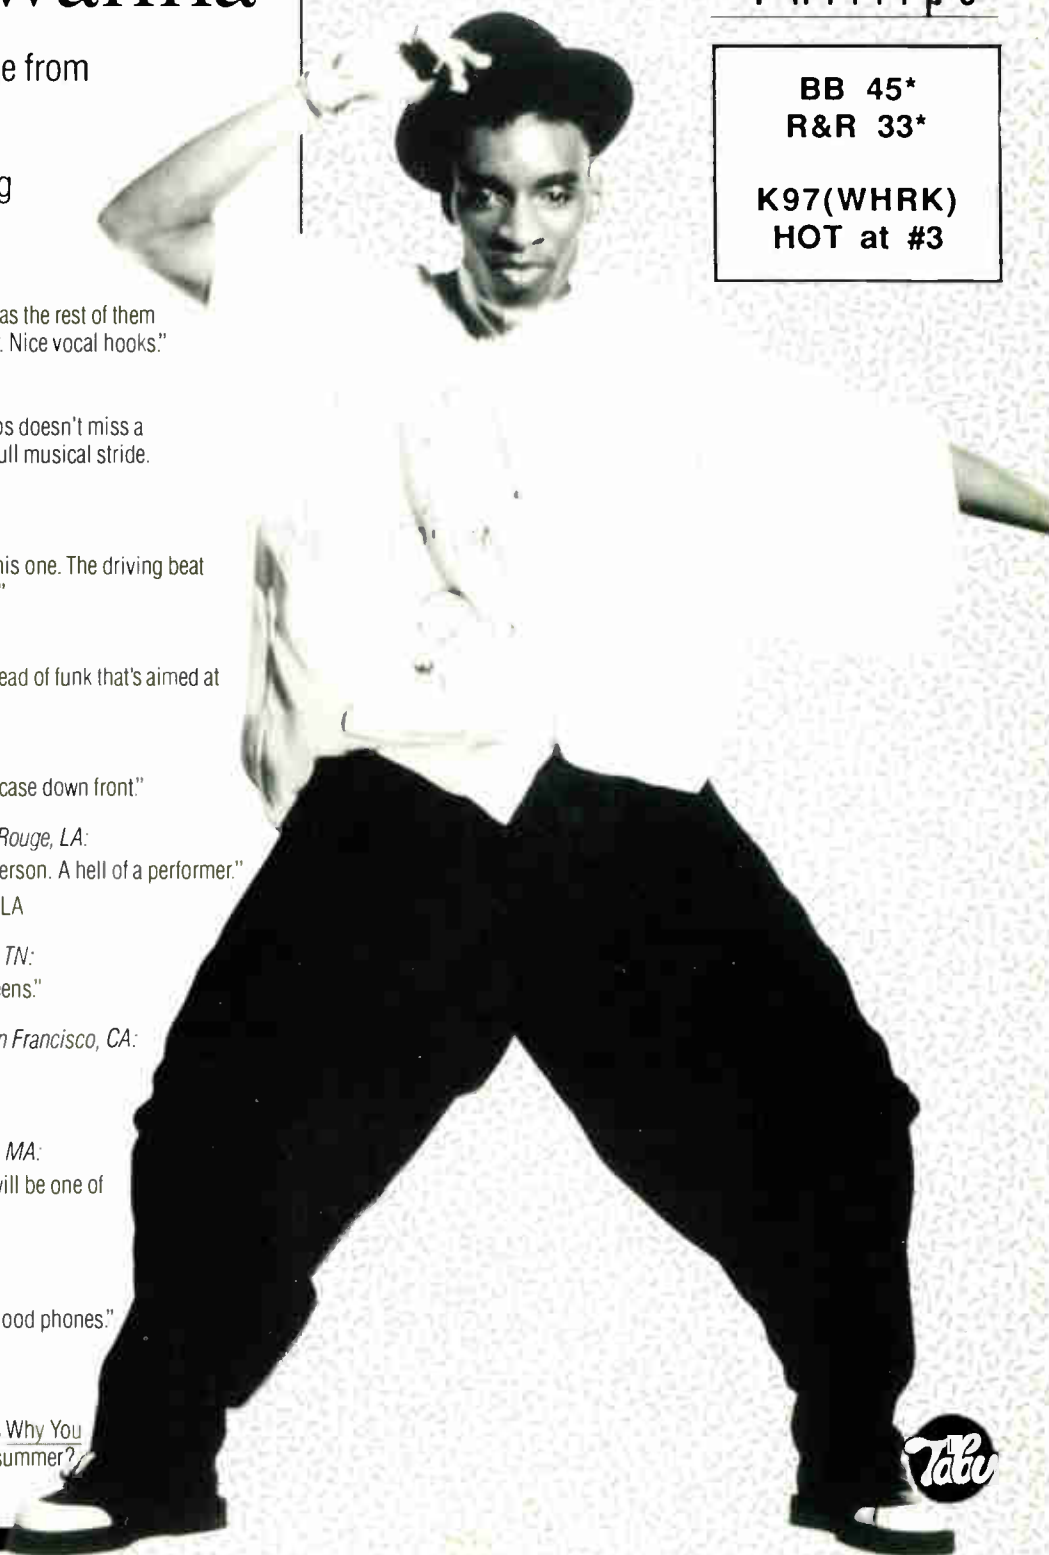 wanna
e from
g
as the rest of them
. Nice vocal hooks."
os doesn't miss a
ull musical stride.
his one. The driving beat
"
ead of funk that's aimed at
case down front."
Rouge, LA:
erson. A hell of a performer."
LA
TN:
ens."
n Francisco, CA:
MA:
will be one of
ood phones."
Why You
summer?
BB 45*
R&R 33*
K97(WHRK)
HOT at #3
Tabu